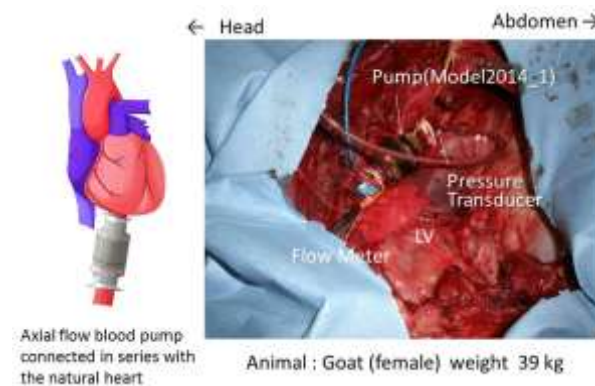 ← Head
Abdomen →
Pump(Model2014_1)
Pressure
Transducer
LV
Flow Meter
Axial flow blood pump
connected in series with
the natural heart
Animal : Goat (female) weight 39 kg